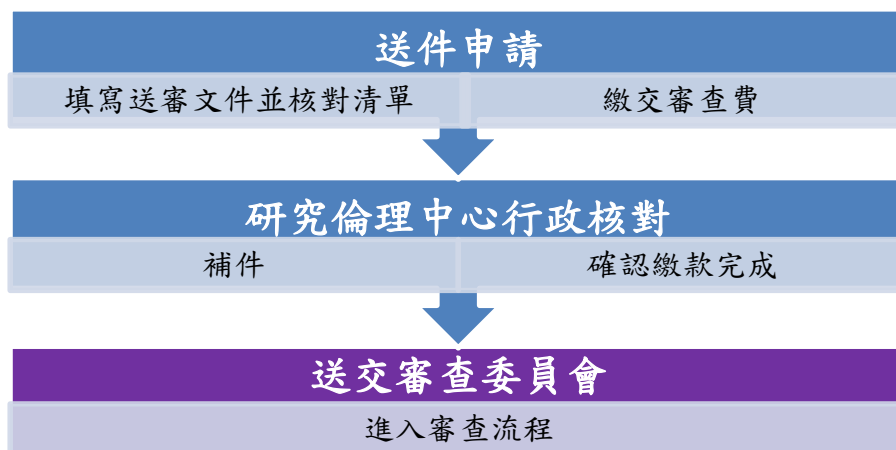 送件申請
填寫送審文件並核對清單
繳交審查費
研究倫理中心行政核對
補件
確認繳款完成
送交審查委員會
進入審查流程